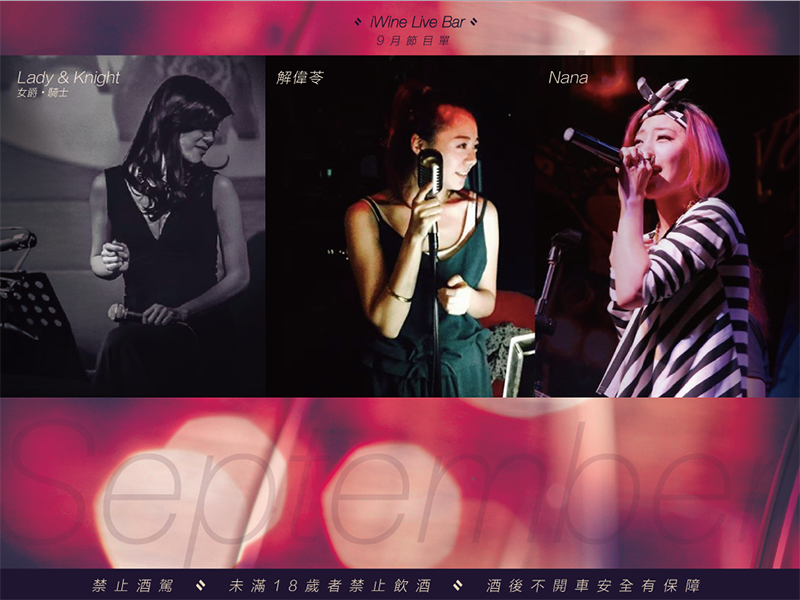 iWine Live Bar
9月節目單
Lady & Knight
女爵・騎士
解偉苓
Nana
September
禁止酒駕 未滿18歲者禁止飲酒 酒後不開車安全有保障